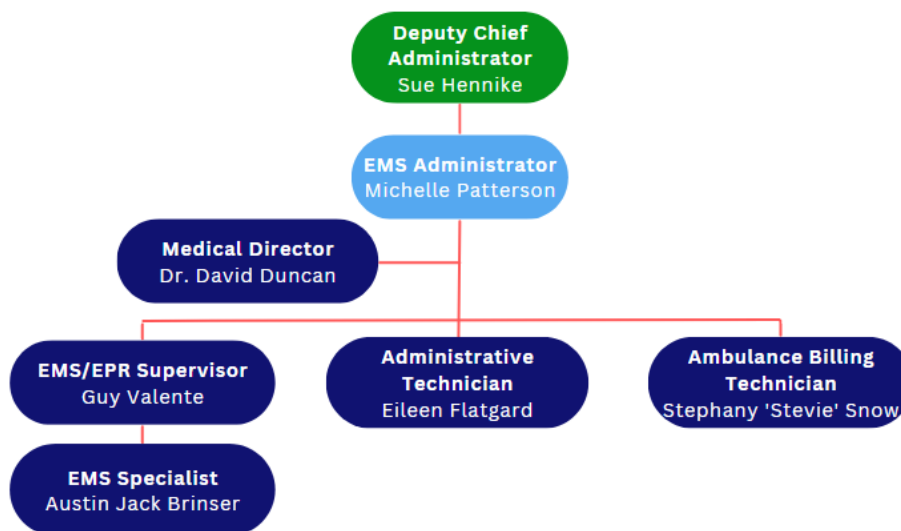 Deputy Chief
Administrator
Sue Hennike
EMS Administrator
Michelle Patterson
Medical Director
Dr. David Duncan
EMS/EPR Supervisor
Guy Valente
Administrative
Technician
Eileen Flatgard
Ambulance Billing
Technician
Stephany 'Stevie' Snow
EMS Specialist
Austin Jack Brinser